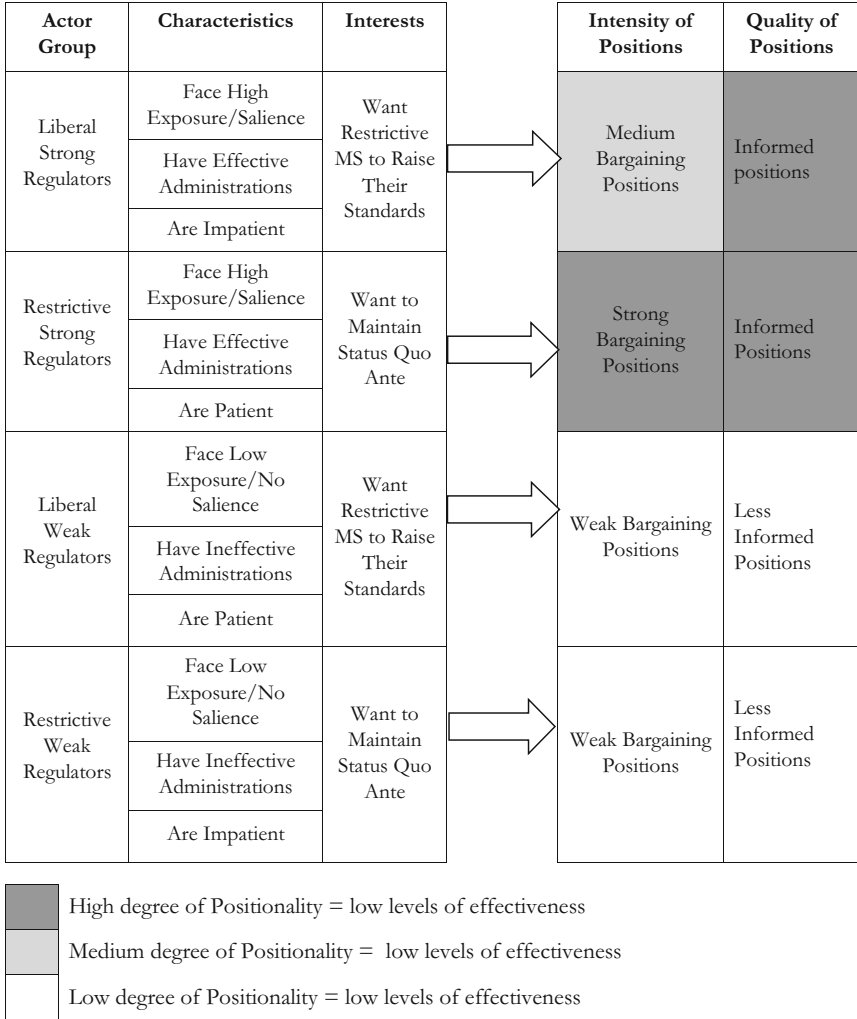 Actor
Group
Characteristics
Interests
Intensity of
Positions
Quality of
Positions
Liberal
Strong
Regulators
Face High
Exposure/Salience
Have Effective
Administrations
Are Impatient
Want
Restrictive
MS to Raise
Their
Standards
Medium
Bargaining
Positions
Informed
positions
Restrictive
Strong
Regulators
Face High
Exposure/Salience
Have Effective
Administrations
Are Patient
Want to
Maintain
Status Quo
Ante
Strong
Bargaining
Positions
Informed
Positions
Liberal
Weak
Regulators
Face Low
Exposure/No
Salience
Have Ineffective
Administrations
Are Patient
Want
Restrictive
MS to Raise
Their
Standards
Weak Bargaining
Positions
Less
Informed
Positions
Restrictive
Weak
Regulators
Face Low
Exposure/No
Salience
Have Ineffective
Administrations
Are Impatient
Want to
Maintain
Status Quo
Ante
Weak Bargaining
Positions
Less
Informed
Positions
High degree of Positionality = low levels of effectiveness
Medium degree of Positionality = low levels of effectiveness
Low degree of Positionality = low levels of effectiveness